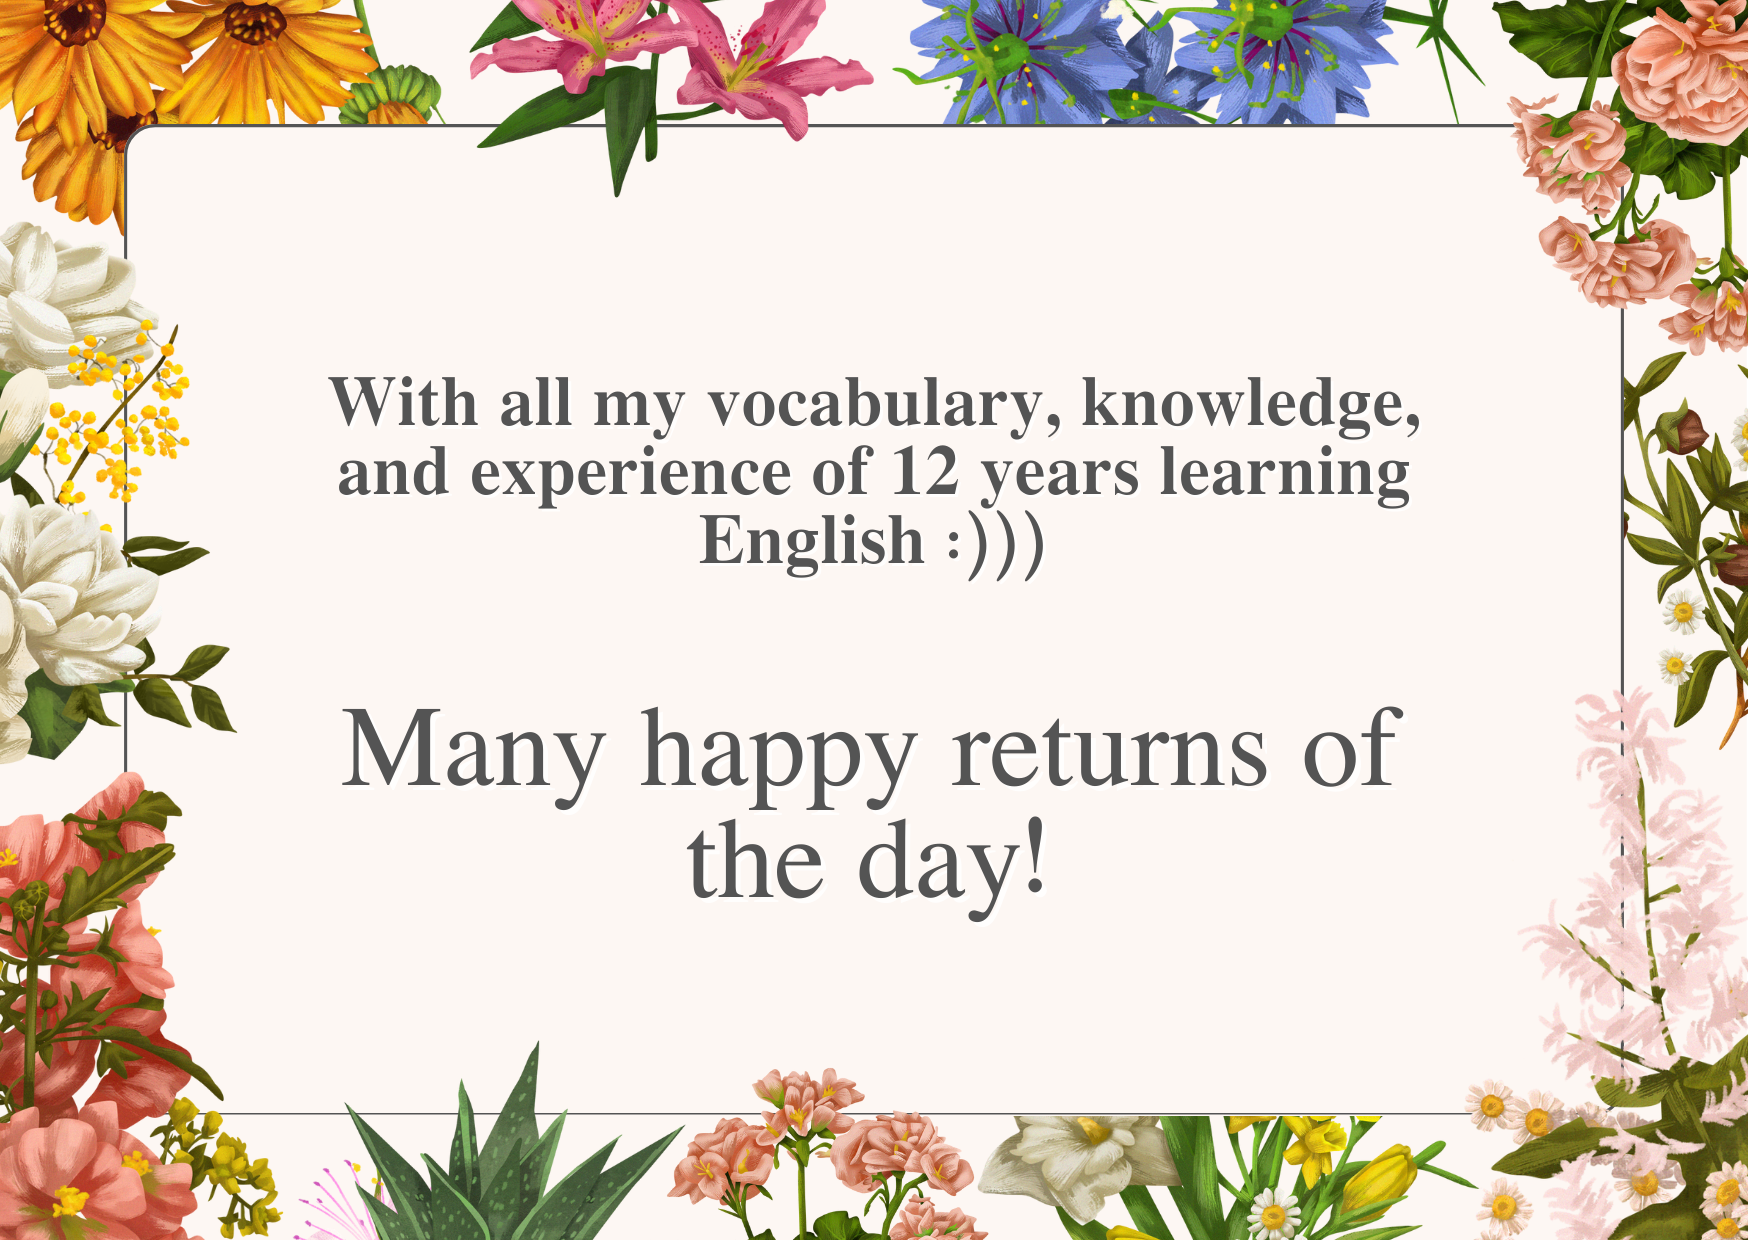 With all my vocabulary, knowledge,
and experience of 12 years learning
English :)))
Many happy returns of
the day!